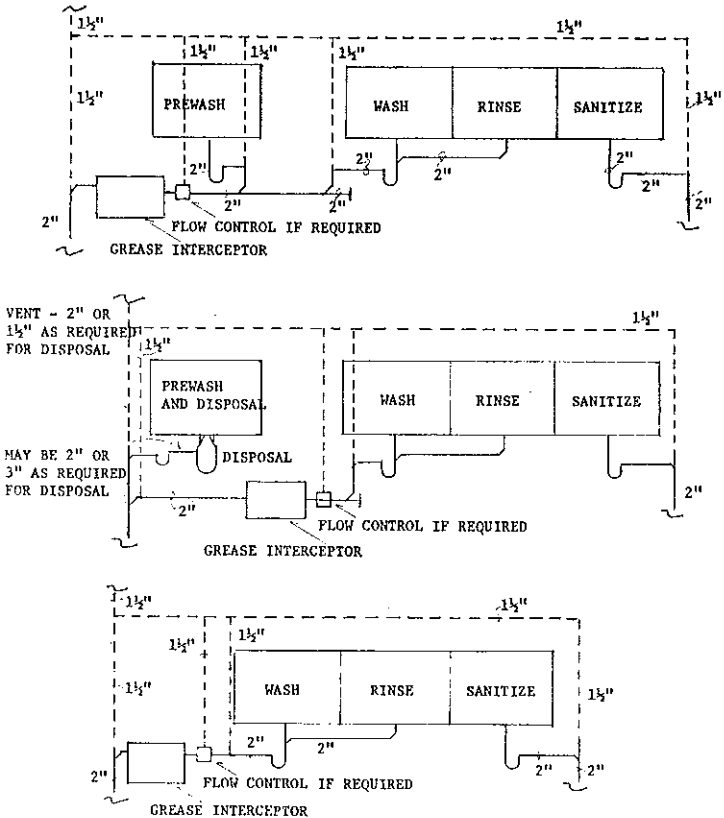 1½"
1½" 1½" 1½" 1½"
1½" PREWASH WASH RINSE SANITIZE 1½"
2" 2" 2" 2"
2" 2" 2" 2" 2"
FLOW CONTROL IF REQUIRED
GREASE INTERCEPTOR
VENT - 2" OR
1½" AS REQUIRED
FOR DISPOSAL
1½"
1½"
PREWASH
AND DISPOSAL
WASH RINSE SANITIZE
MAY BE 2" OR
3" AS REQUIRED
FOR DISPOSAL
DISPOSAL
2"
2"
FLOW CONTROL IF REQUIRED
GREASE INTERCEPTOR
1½" 1½"
1½" 1½"
1½" WASH RINSE SANITIZE 1½"
2" 2" 2" 2" 2"
FLOW CONTROL IF REQUIRED
GREASE INTERCEPTOR